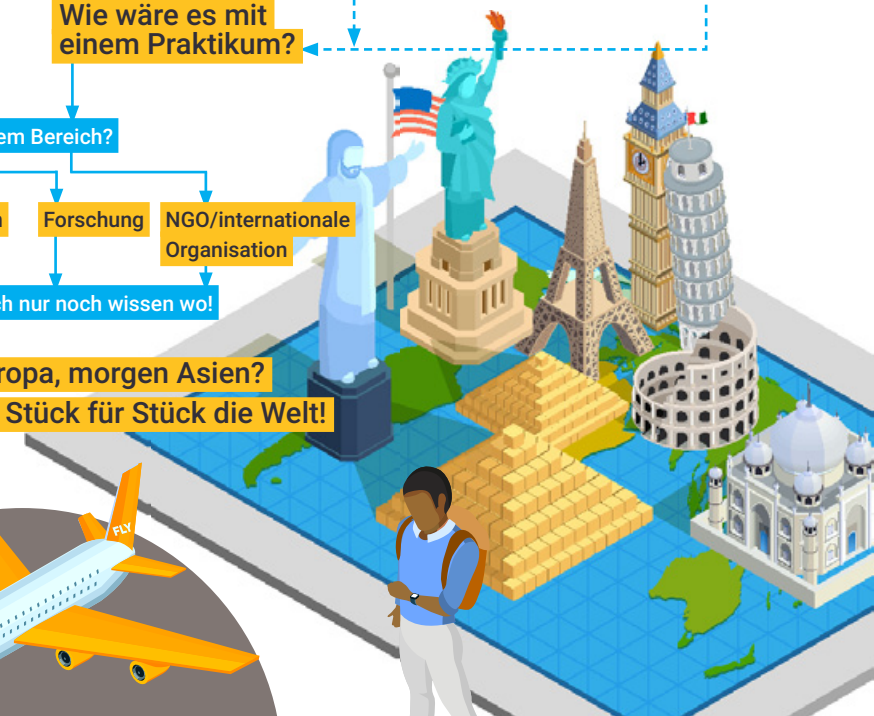 Wie wäre es mit
einem Praktikum?
em Bereich?
Forschung
NGO/internationale
Organisation
ch nur noch wissen wo!
ropa, morgen Asien?
Stück für Stück die Welt!
FLY